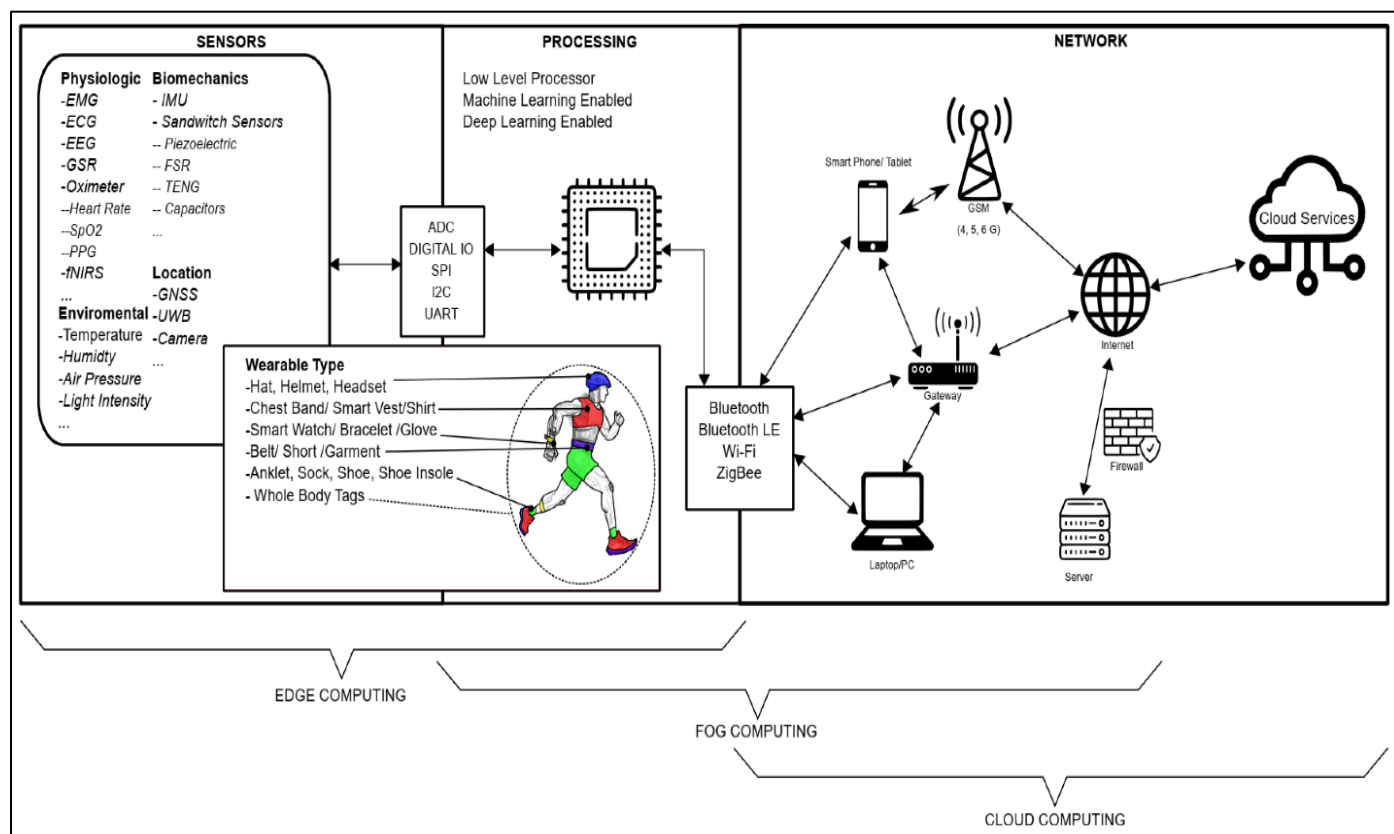 SENSORS
Physiologic
-EMG
-ECG
-EEG
-GSR
-Oximeter
--Heart Rate
--SpO2
--PPG
-fNIRS
...
Enviromental
-Temperature
-Humidty
-Air Pressure
-Light Intensity
...
Biomechanics
- IMU
- Sandwitch Sensors
-- Piezoelectric
-- FSR
-- TENG
-- Capacitors
...
Location
-GNSS
-UWB
-Camera
...
Wearable Type
-Hat, Helmet, Headset
-Chest Band/ Smart Vest/Shirt
-Smart Watch/ Bracelet /Glove
-Belt/ Short /Garment
-Anklet, Sock, Shoe, Shoe Insole
- Whole Body Tags
ADC
DIGITAL IO
SPI
I2C
UART
PROCESSING
Low Level Processor
Machine Learning Enabled
Deep Learning Enabled
Bluetooth
Bluetooth LE
Wi-Fi
ZigBee
NETWORK
Smart Phone/ Tablet
GSM
(4, 5, 6 G)
Cloud Services
Internet
Gateway
Firewall
Laptop/PC
Server
EDGE COMPUTING
FOG COMPUTING
CLOUD COMPUTING